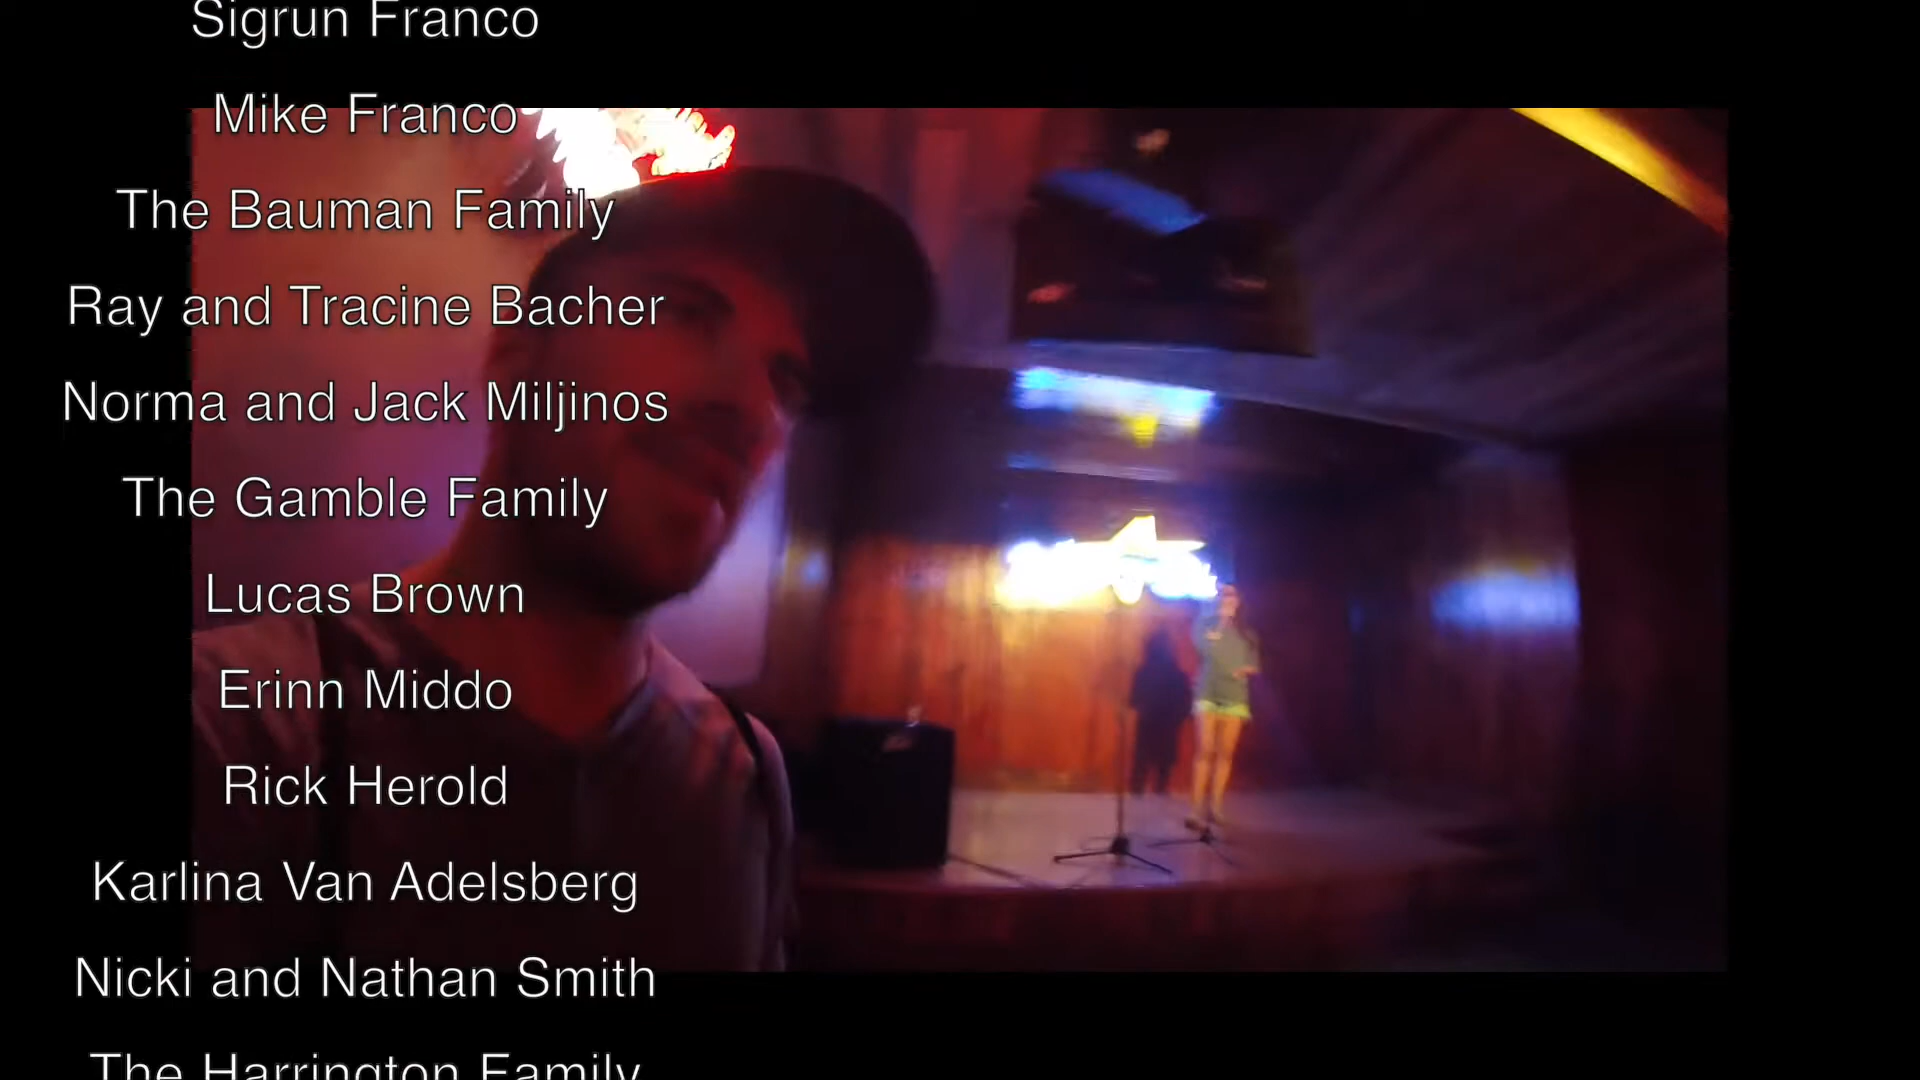 Sigrun Franco
Mike Franco
The Bauman Family
Ray and Tracine Bacher
Norma and Jack Miljinos
The Gamble Family
Lucas Brown
Erinn Middo
Rick Herold
Karlina Van Adelsberg
Nicki and Nathan Smith
The Harrington Family